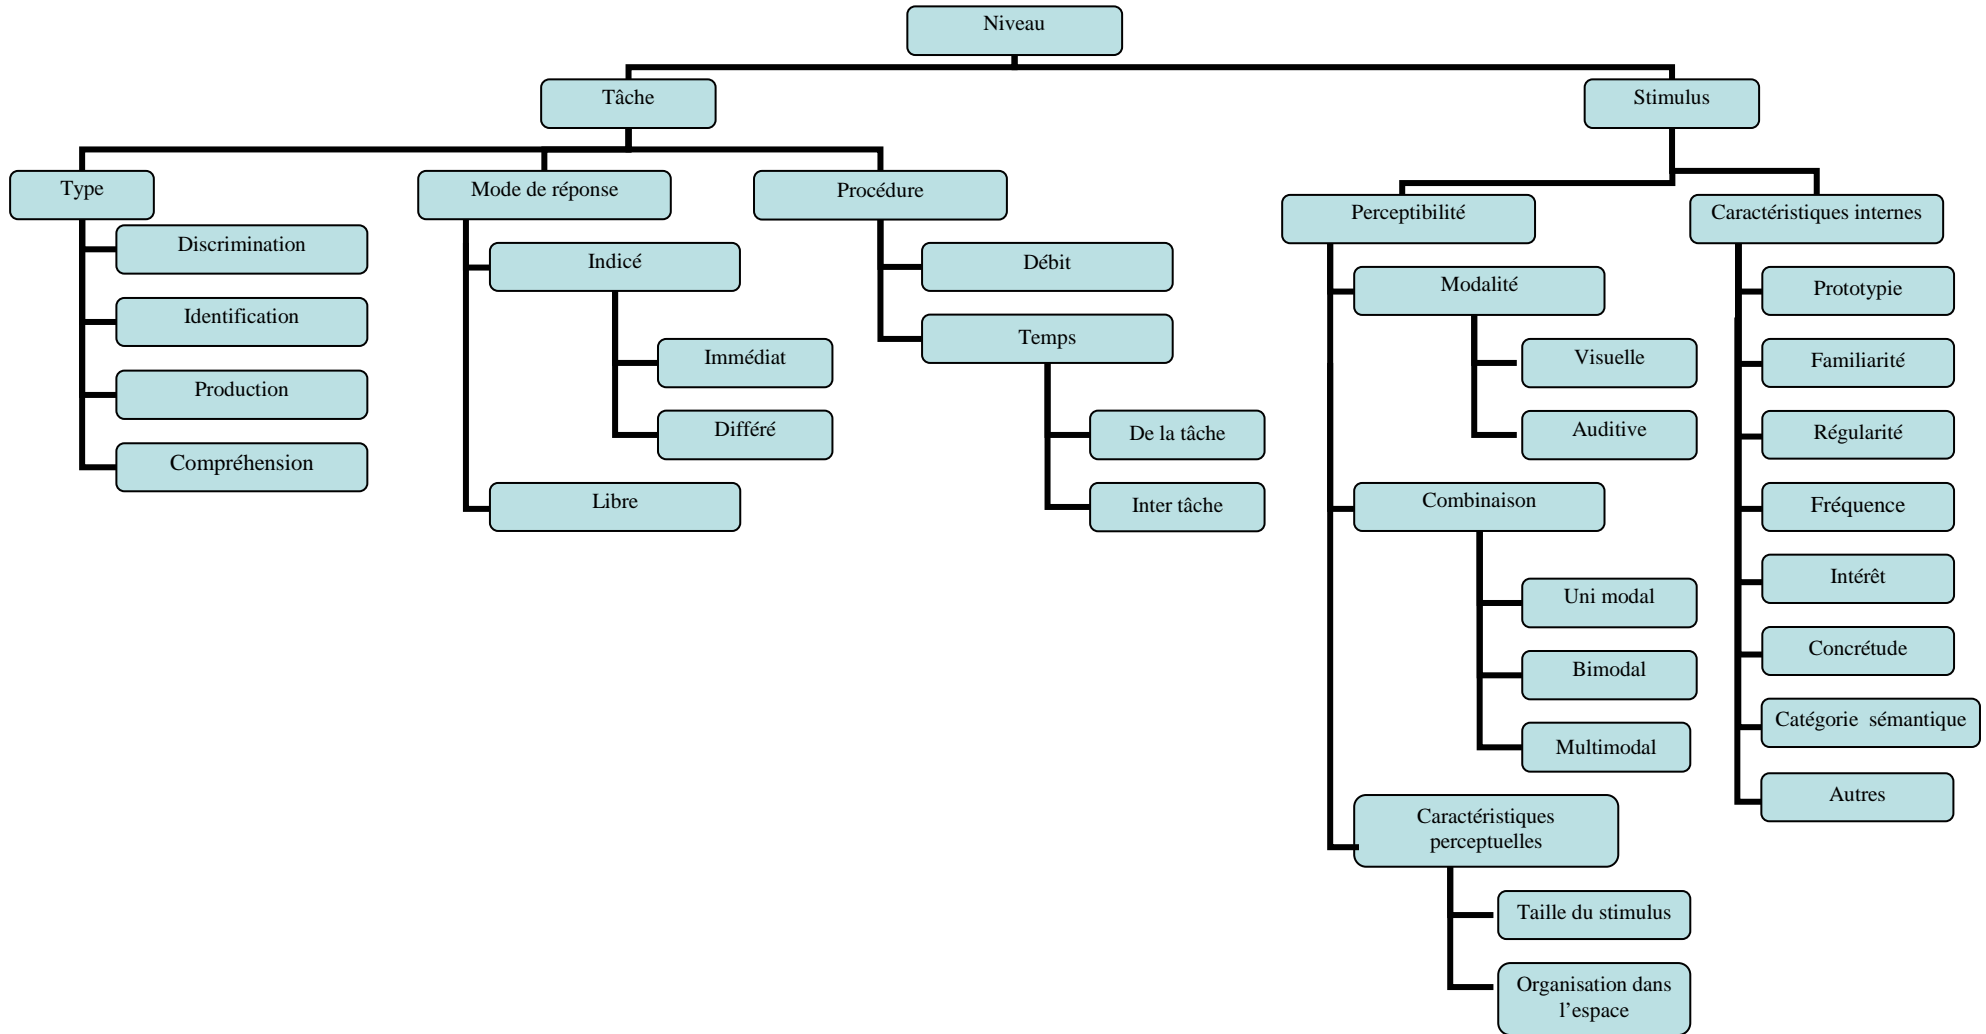 Niveau
Tâche
Stimulus
Type
Mode de réponse
Procédure
Perceptibilité
Caractéristiques internes
Discrimination
Identification
Production
Compréhension
Indicé
Immédiat
Différé
Libre
Débit
Temps
De la tâche
Inter tâche
Modalité
Visuelle
Auditive
Combinaison
Uni modal
Bimodal
Multimodal
Caractéristiques
perceptuelles
Taille du stimulus
Organisation dans
l’espace
Prototypie
Familiarité
Régularité
Fréquence
Intérêt
Concrétude
Catégorie  sémantique
Autres